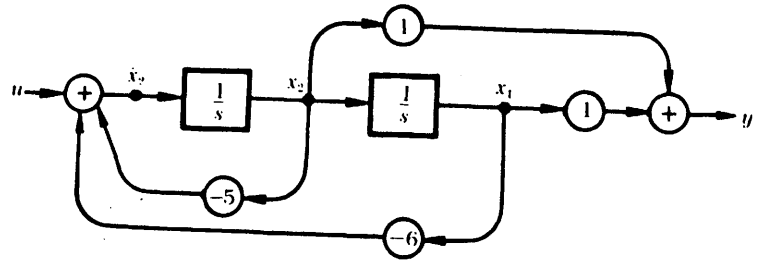 1
u + ẋ₂ 1/s x₂ 1/s x₁ 1 + y
-5
-6